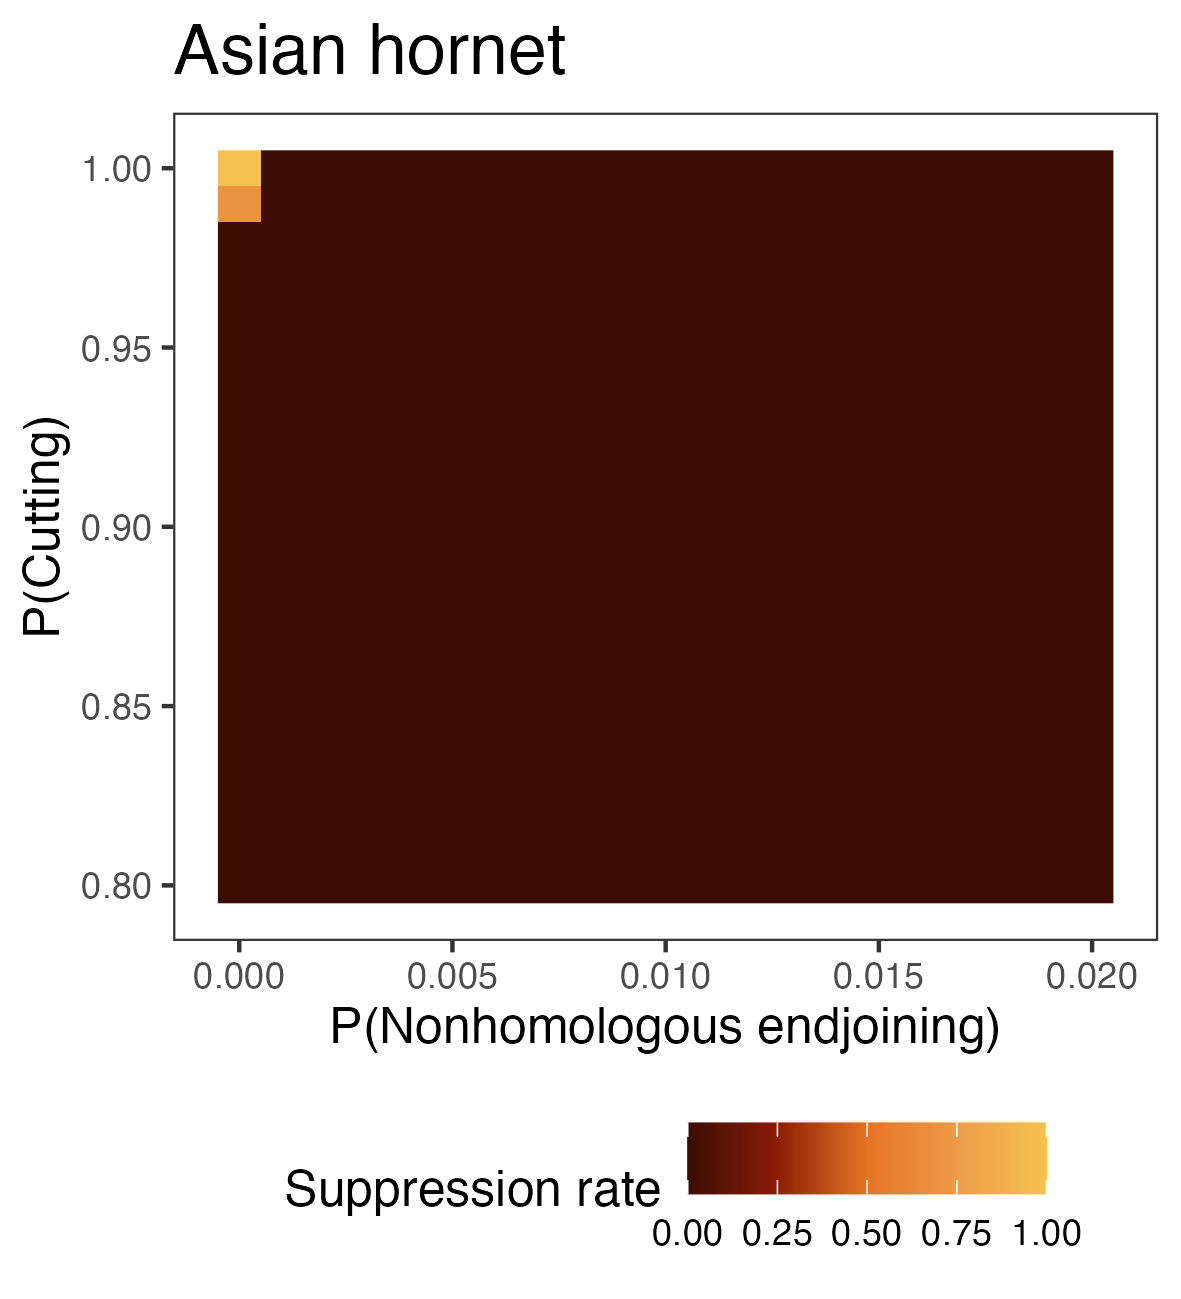 Asian hornet
1.00
0.95
0.90
0.85
0.80
P(Cutting)
0.000 0.005 0.010 0.015 0.020
P(Nonhomologous endjoining)
Suppression rate
0.00 0.25 0.50 0.75 1.00